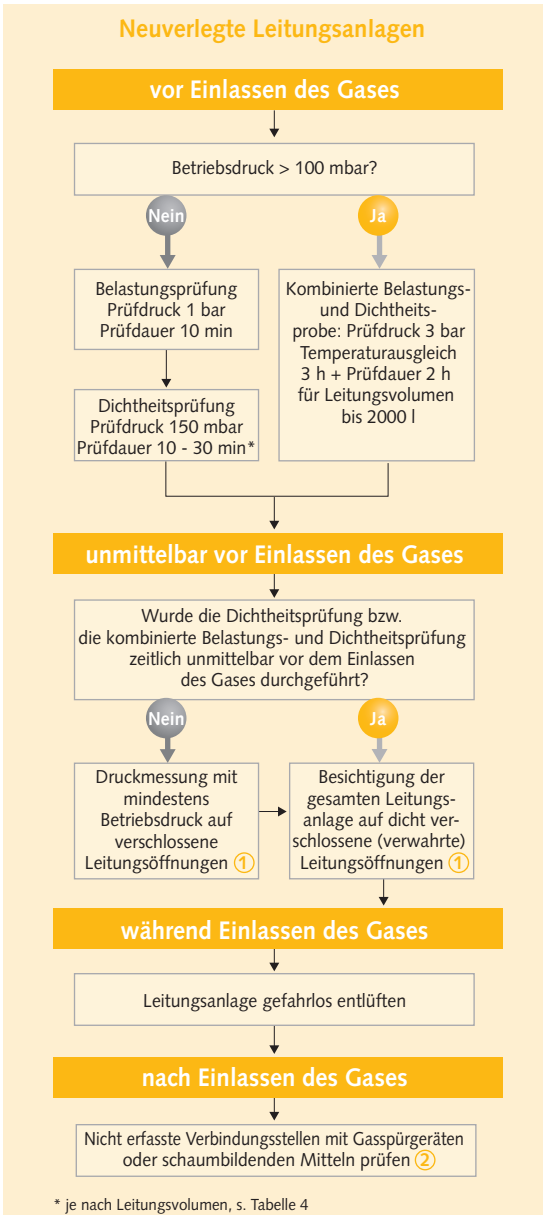 Neuverlegte Leitungsanlagen
vor Einlassen des Gases
Betriebsdruck > 100 mbar?
Nein
Ja
Belastungsprüfung
Prüfdruck 1 bar
Prüfdauer 10 min
Dichtheitsprüfung
Prüfdruck 150 mbar
Prüfdauer 10 - 30 min*
Kombinierte Belastungs-
und Dichtheits-
probe: Prüfdruck 3 bar
Temperaturausgleich
3 h + Prüfdauer 2 h
für Leitungsvolumen
bis 2000 l
unmittelbar vor Einlassen des Gases
Wurde die Dichtheitsprüfung bzw.
die kombinierte Belastungs- und Dichtheitsprüfung
zeitlich unmittelbar vor dem Einlassen
des Gases durchgeführt?
Nein
Ja
Druckmessung mit
mindestens
Betriebsdruck auf
verschlossene
Leitungsöffnungen ①
Besichtigung der
gesamten Leitungs-
anlage auf dicht ver-
schlossene (verwahrte)
Leitungsöffnungen ①
während Einlassen des Gases
Leitungsanlage gefahrlos entlüften
nach Einlassen des Gases
Nicht erfasste Verbindungsstellen mit Gasspürgeräten
oder schaumbildenden Mitteln prüfen ②
* je nach Leitungsvolumen, s. Tabelle 4